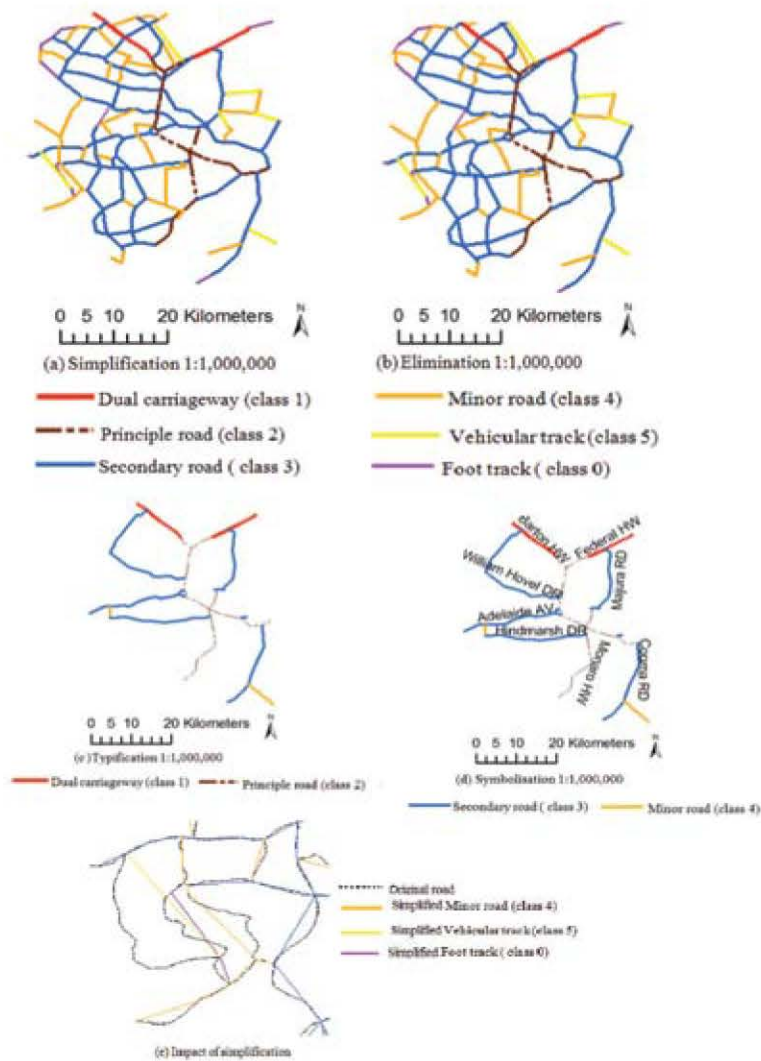 N
0 5 10 20 Kilometers
(a) Simplification 1:1,000,000
N
0 5 10 20 Kilometers
(b) Elimination 1:1,000,000
Dual carriageway (class 1)
Principle road (class 2)
Secondary road ( class 3)
Minor road (class 4)
Vehicular track (class 5)
Foot track ( class 0)
N
0 5 10 20 Kilometers
(c) Typification 1:1,000,000
Barton HW
Federal HW
William Hovel DR
Majura RD
Adelaide AV
Hindmarsh DR
Monaro HW
Cooma RD
N
0 5 10 20 Kilometers
(d) Symbolisation 1:1,000,000
Dual carriageway (class 1)
Principle road (class 2)
Secondary road ( class 3)
Minor road (class 4)
Original road
Simplified Minor road (class 4)
Simplified Vehicular track (class 5)
Simplified Foot track ( class 0)
(e) Impact of simplification